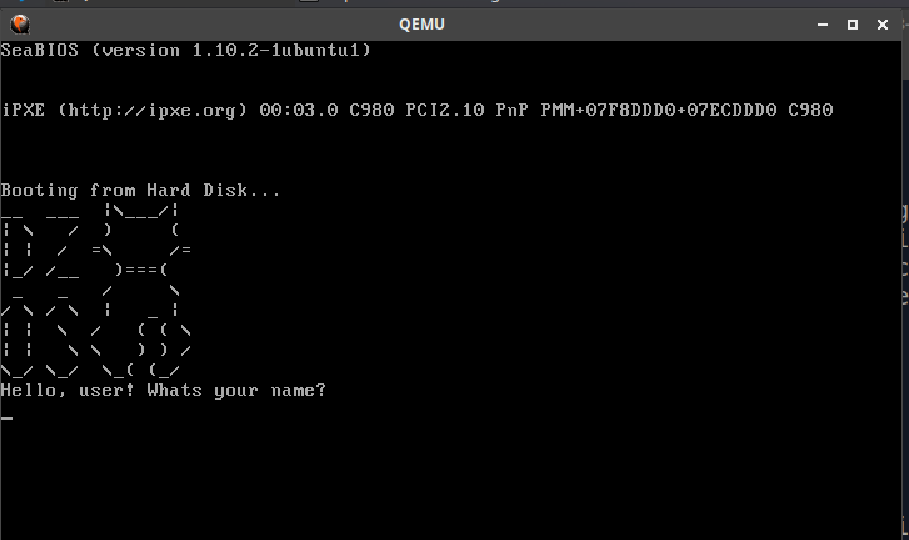 QEMU
SeaBIOS (version 1.10.2-1ubuntu1)
iPXE (http://ipxe.org) 00:03.0 C980 PCI2.10 PnP PMM+07F8DDD0+07ECDDD0 C980
Booting from Hard Disk...
__  ___  |\___/|
| \   /  )      (
| |  /  =\      /=
|_/ /__    )===(
 _   _    /      \
/ \ / \  |    _ |
| |   \  /    ( ( \
| |    \ \    ) ) /
\_/ \_/  \_( (_/
Hello, user! Whats your name?
_